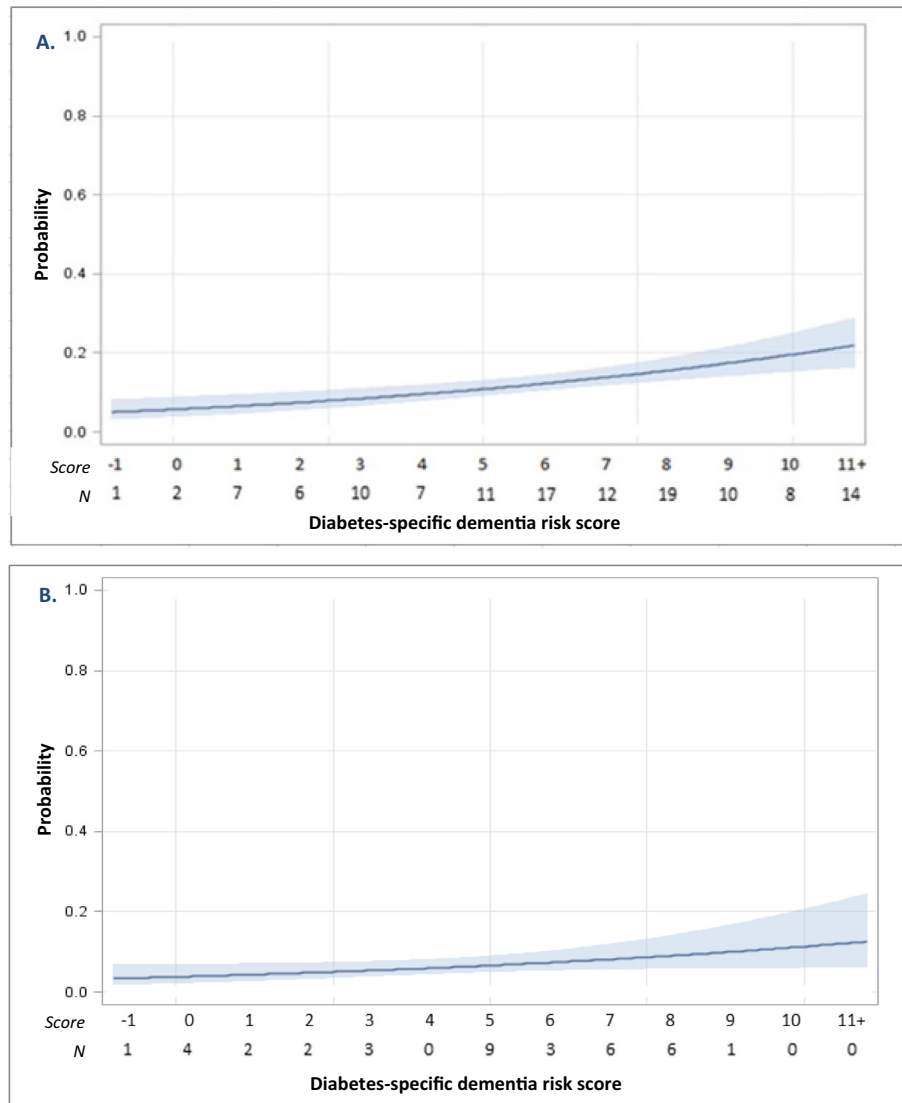 A.
1.0
0.8
0.6
0.4
0.2
0.0
Probability
Score -1 0 1 2 3 4 5 6 7 8 9 10 11+
N 1 2 7 6 10 7 11 17 12 19 10 8 14
Diabetes-specific dementia risk score
B.
1.0
0.8
0.6
0.4
0.2
0.0
Probability
Score -1 0 1 2 3 4 5 6 7 8 9 10 11+
N 1 4 2 2 3 0 9 3 6 6 1 0 0
Diabetes-specific dementia risk score